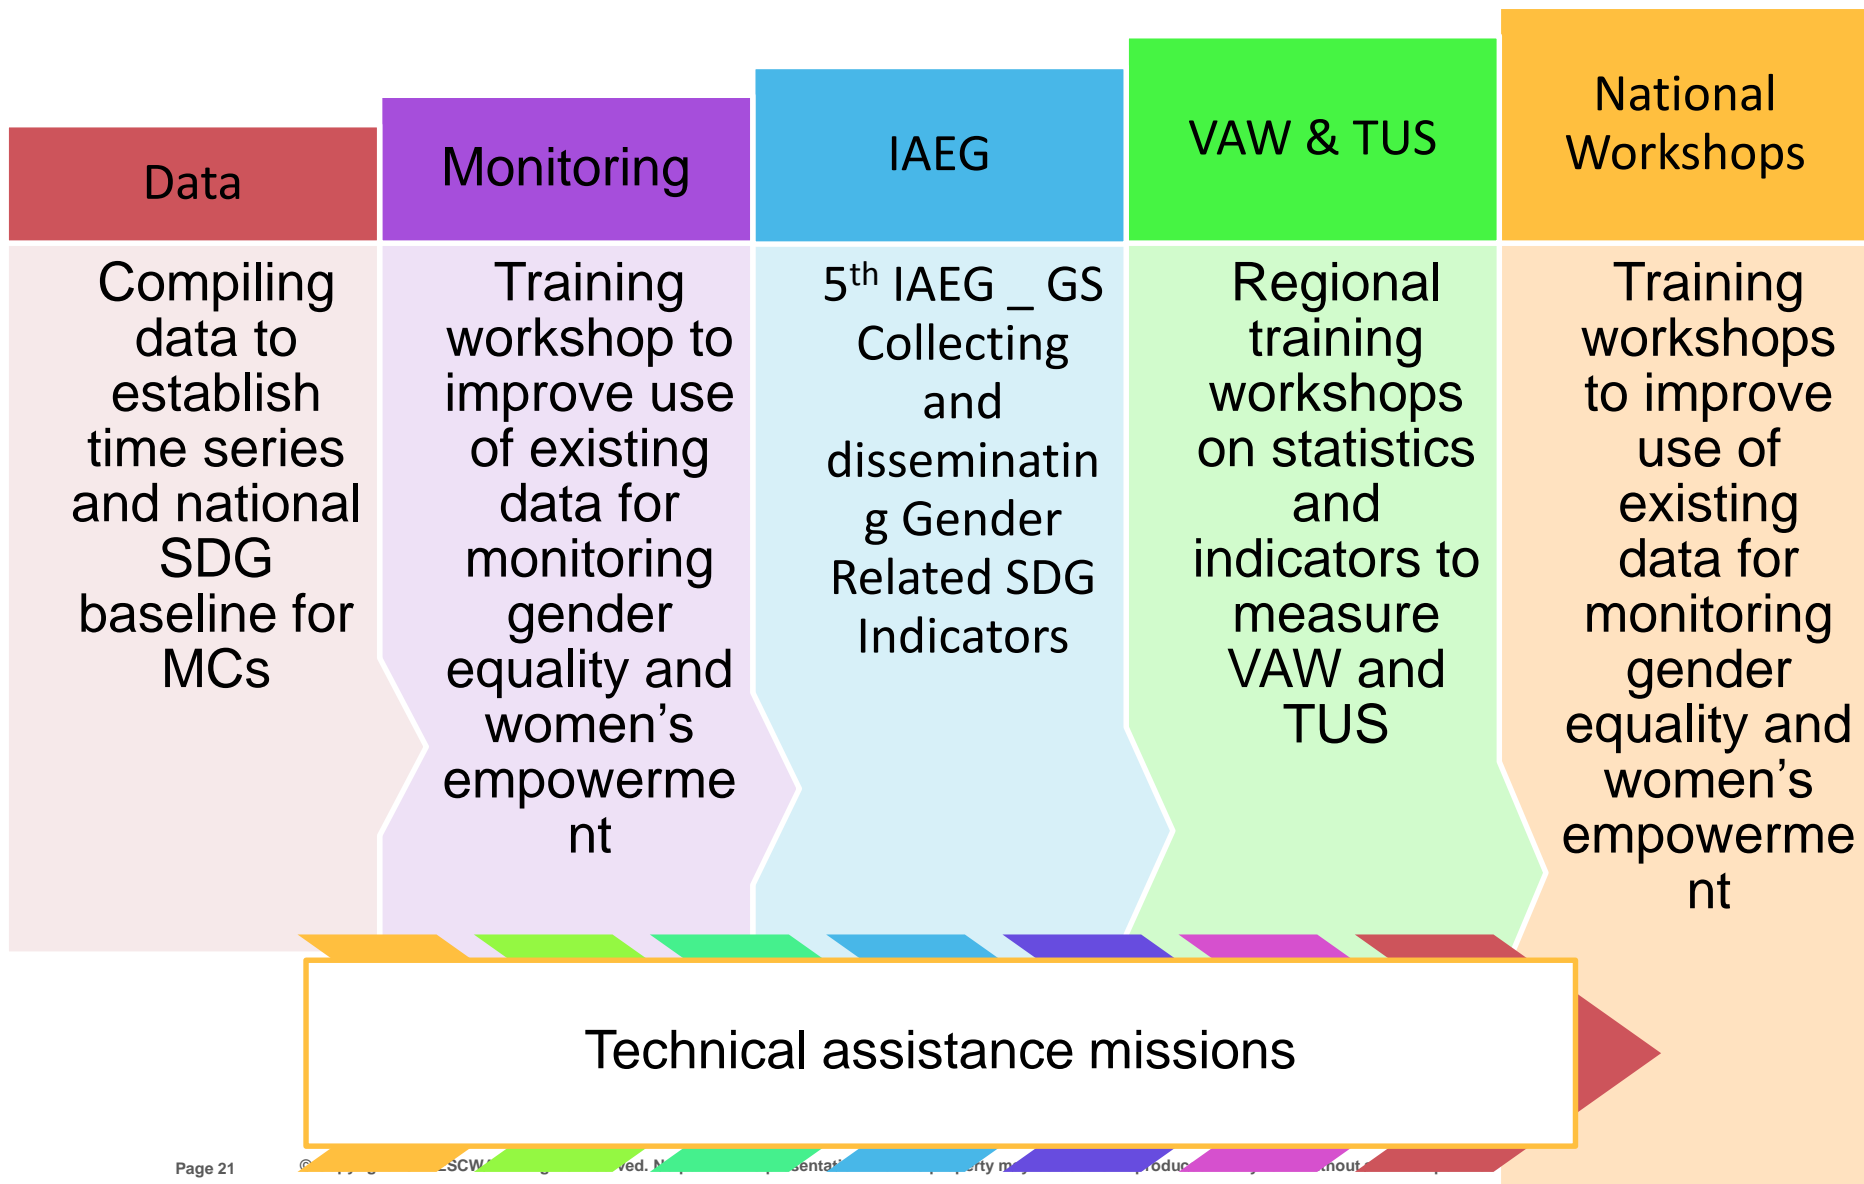 Data
Compiling
data to
establish
time series
and national
SDG
baseline for
MCs
Monitoring
Training
workshop to
improve use
of existing
data for
monitoring
gender
equality and
women’s
empowerme
nt
IAEG
5th IAEG _ GS
Collecting
and
disseminatin
g Gender
Related SDG
Indicators
VAW & TUS
Regional
training
workshops
on statistics
and
indicators to
measure
VAW and
TUS
National
Workshops
Training
workshops
to improve
use of
existing
data for
monitoring
gender
equality and
women’s
empowerme
nt
Technical assistance missions
Page 21